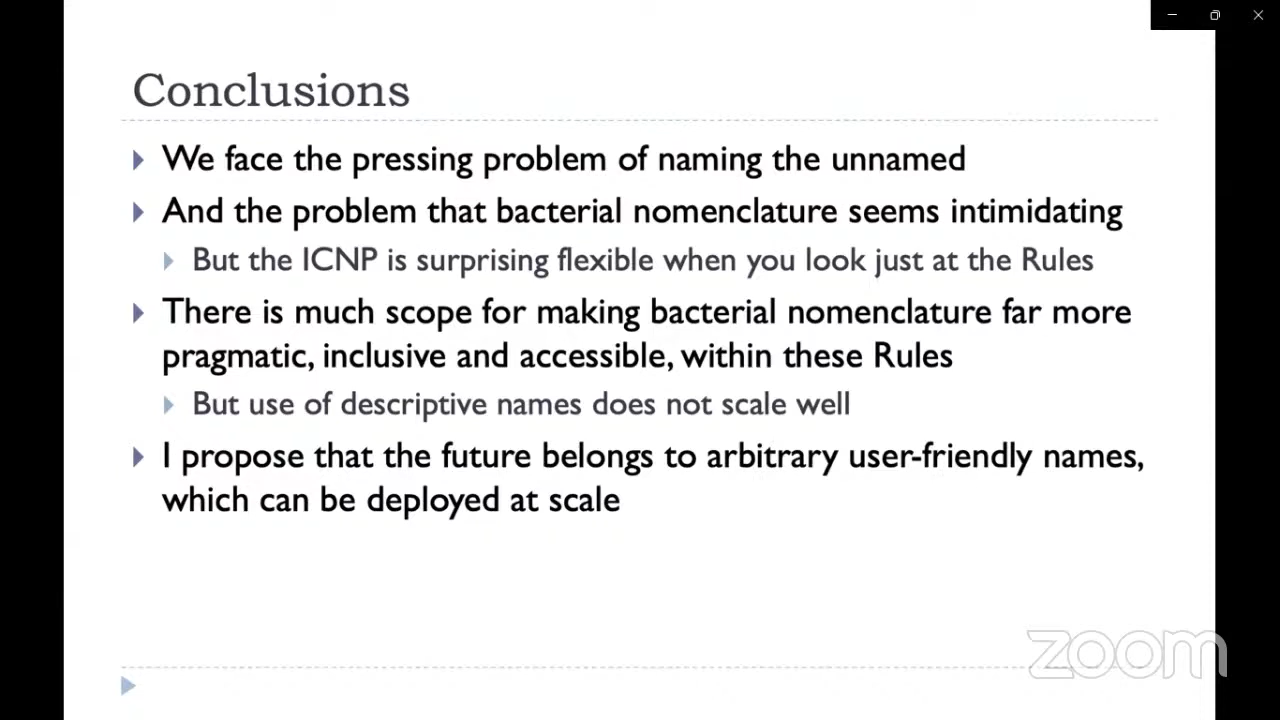 Conclusions
We face the pressing problem of naming the unnamed
And the problem that bacterial nomenclature seems intimidating
But the ICNP is surprising flexible when you look just at the Rules
There is much scope for making bacterial nomenclature far more
pragmatic, inclusive and accessible, within these Rules
But use of descriptive names does not scale well
I propose that the future belongs to arbitrary user-friendly names,
which can be deployed at scale
zoom